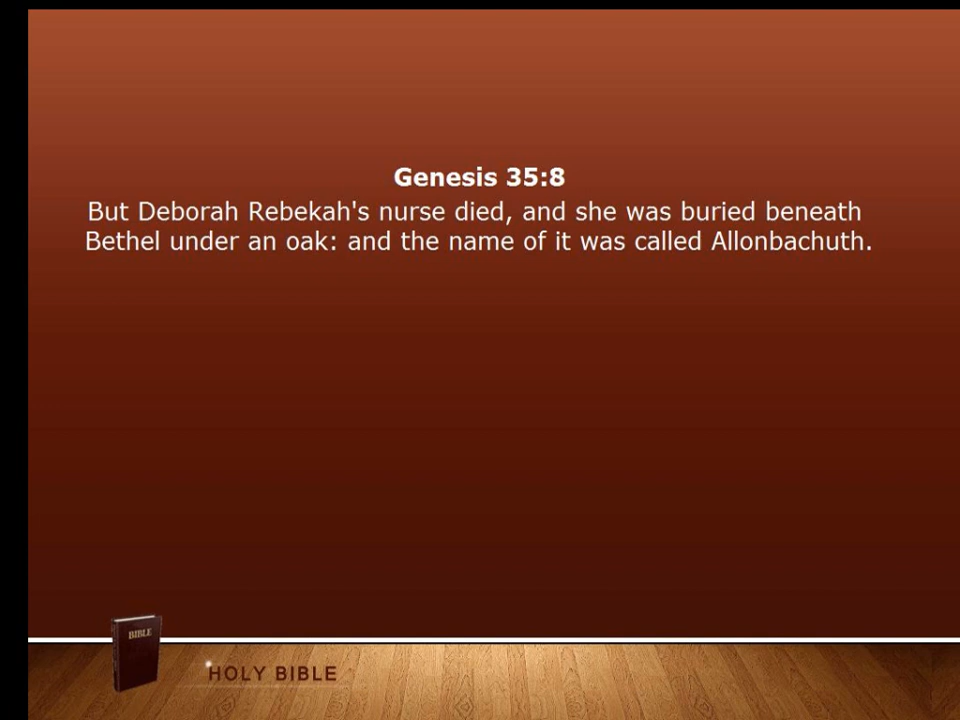 Genesis 35:8
But Deborah Rebekah's nurse died, and she was buried beneath
Bethel under an oak: and the name of it was called Allonbachuth.
BIBLE
HOLY BIBLE